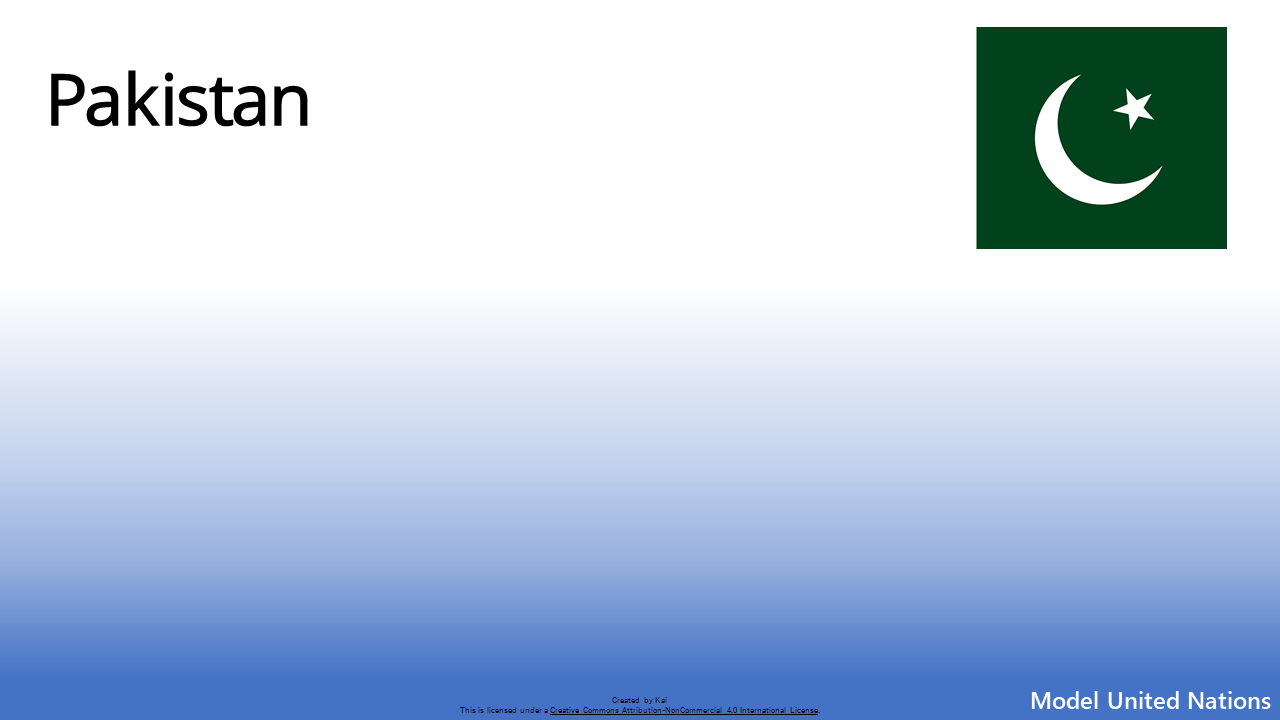 Pakistan
Created by Kai
This is licensed under a Creative Commons Attribution-NonCommercial 4.0 International License.
Model United Nations